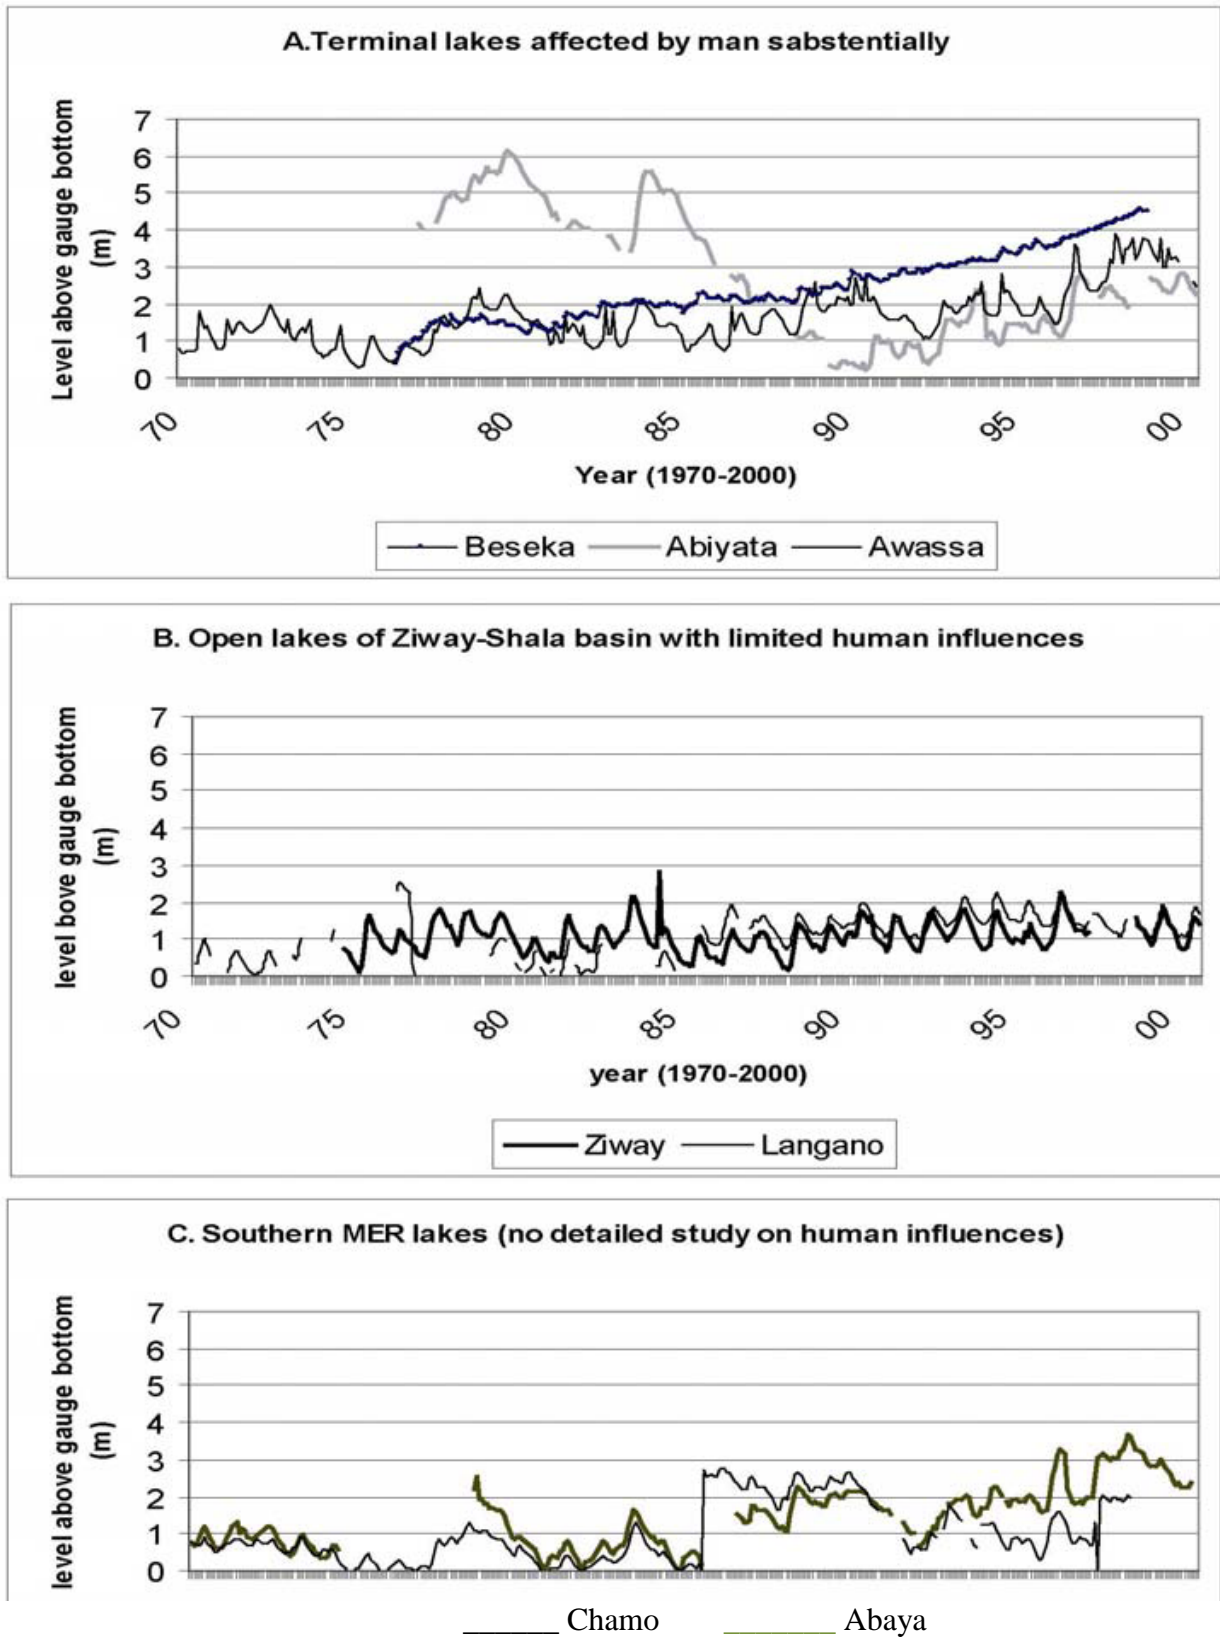 A.Terminal lakes affected by man sabstentially
Level above gauge bottom
(m)
7
6
5
4
3
2
1
0
70 75 80 85 90 95 00
Year (1970-2000)
Beseka Abiyata Awassa
B. Open lakes of Ziway-Shala basin with limited human influences
level bove gauge bottom
(m)
7
6
5
4
3
2
1
0
70 75 80 85 90 95 00
year (1970-2000)
Ziway Langano
C. Southern MER lakes (no detailed study on human influences)
level above gauge bottom
(m)
7
6
5
4
3
2
1
0
Chamo Abaya